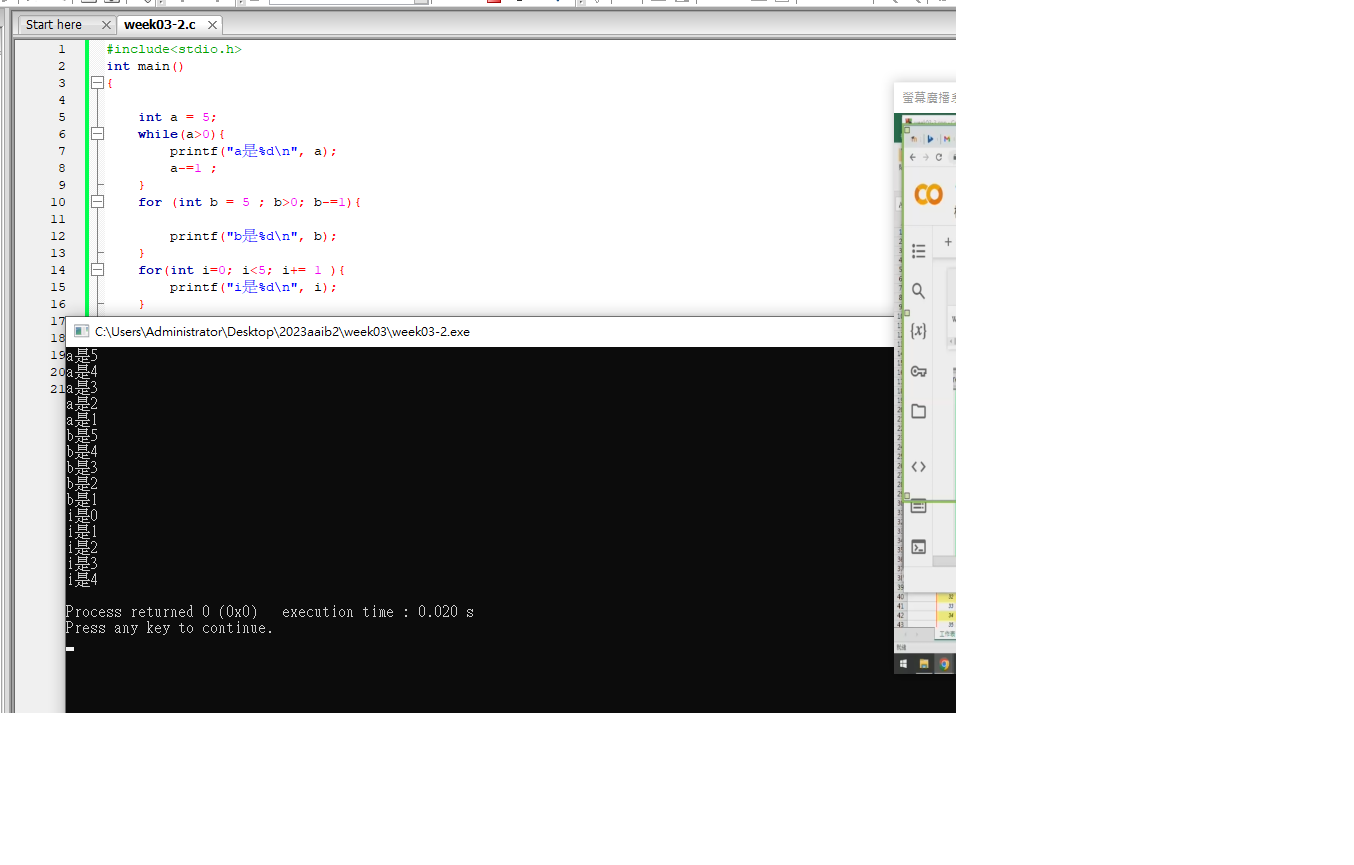 Start here
week03-2.c
1 #include<stdio.h>
2 int main()
3 {
4
5 int a = 5;
6 while(a>0){
7 printf("a是%d\n", a);
8 a-=1 ;
9 }
10 for (int b = 5 ; b>0; b-=1){
11
12 printf("b是%d\n", b);
13 }
14 for(int i=0; i<5; i+= 1 ){
15 printf("i是%d\n", i);
16 }
17
18
19
20
21
螢幕廣播
C:\Users\Administrator\Desktop\2023aaib2\week03\week03-2.exe
a是5
a是4
a是3
a是2
a是1
b是5
b是4
b是3
b是2
b是1
i是0
i是1
i是2
i是3
i是4
Process returned 0 (0x0) execution time : 0.020 s
Press any key to continue.